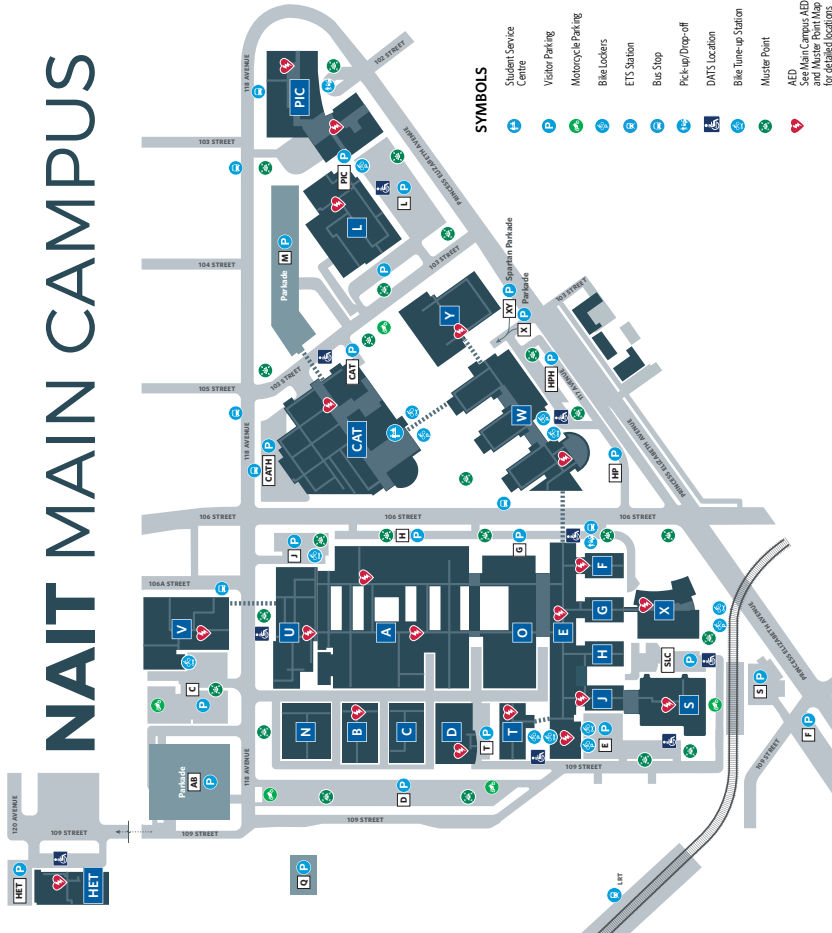 NAIT MAIN CAMPUS
SYMBOLS
Student Service
Centre
Visitor Parking
Motorcycle Parking
Bike Lockers
ETS Station
Bus Stop
Pick-up/Drop-off
DATS Location
Bike Tune-up Station
Muster Point
AED
See Main Campus AED
and Muster Point Map
for detailed locations
118 AVENUE
102 STREET
PIC
103 STREET
PRINCESS ELIZABETH AVENUE
PIC
P
L
P
L
104 STREET
Parkade
M
P
P
103 STREET
Spartan Parkade
XY
P
Parkade
X
P
Y
103 STREET
105 STREET
103 STREET
CAT
P
CAT
HPH
P
117 AVENUE
W
118 AVENUE
CATH
P
HP
P
PRINCESS ELIZABETH AVENUE
106 STREET
106 STREET
106 STREET
J
P
H
P
G
P
106A STREET
V
U
A
O
E
F
G
H
J
X
S
SLC
P
C
P
N
B
C
D
T
T
P
E
P
S
P
F
P
PRINCESS ELIZABETH AVENUE
109 STREET
109 STREET
Parkade
AB
P
118 AVENUE
D
P
109 STREET
109 STREET
109 STREET
120 AVENUE
HET
P
HET
Q
P
LRT